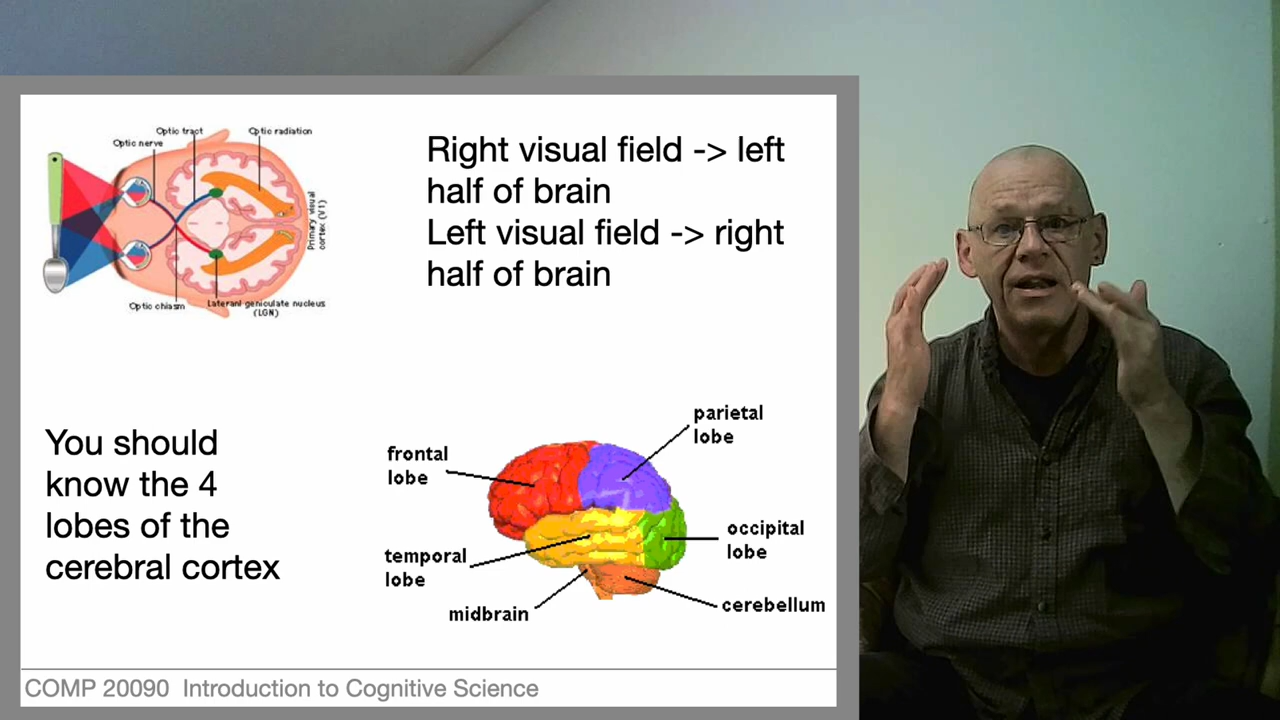 Optic tract
Optic radiation
Optic nerve
Primary visual
cortex (V1)
Optic chiasm
Lateranl geniculate nucleus
(LGN)
Right visual field -> left
half of brain
Left visual field -> right
half of brain
You should
know the 4
lobes of the
cerebral cortex
parietal
lobe
frontal
lobe
occipital
lobe
temporal
lobe
midbrain
cerebellum
COMP 20090 Introduction to Cognitive Science